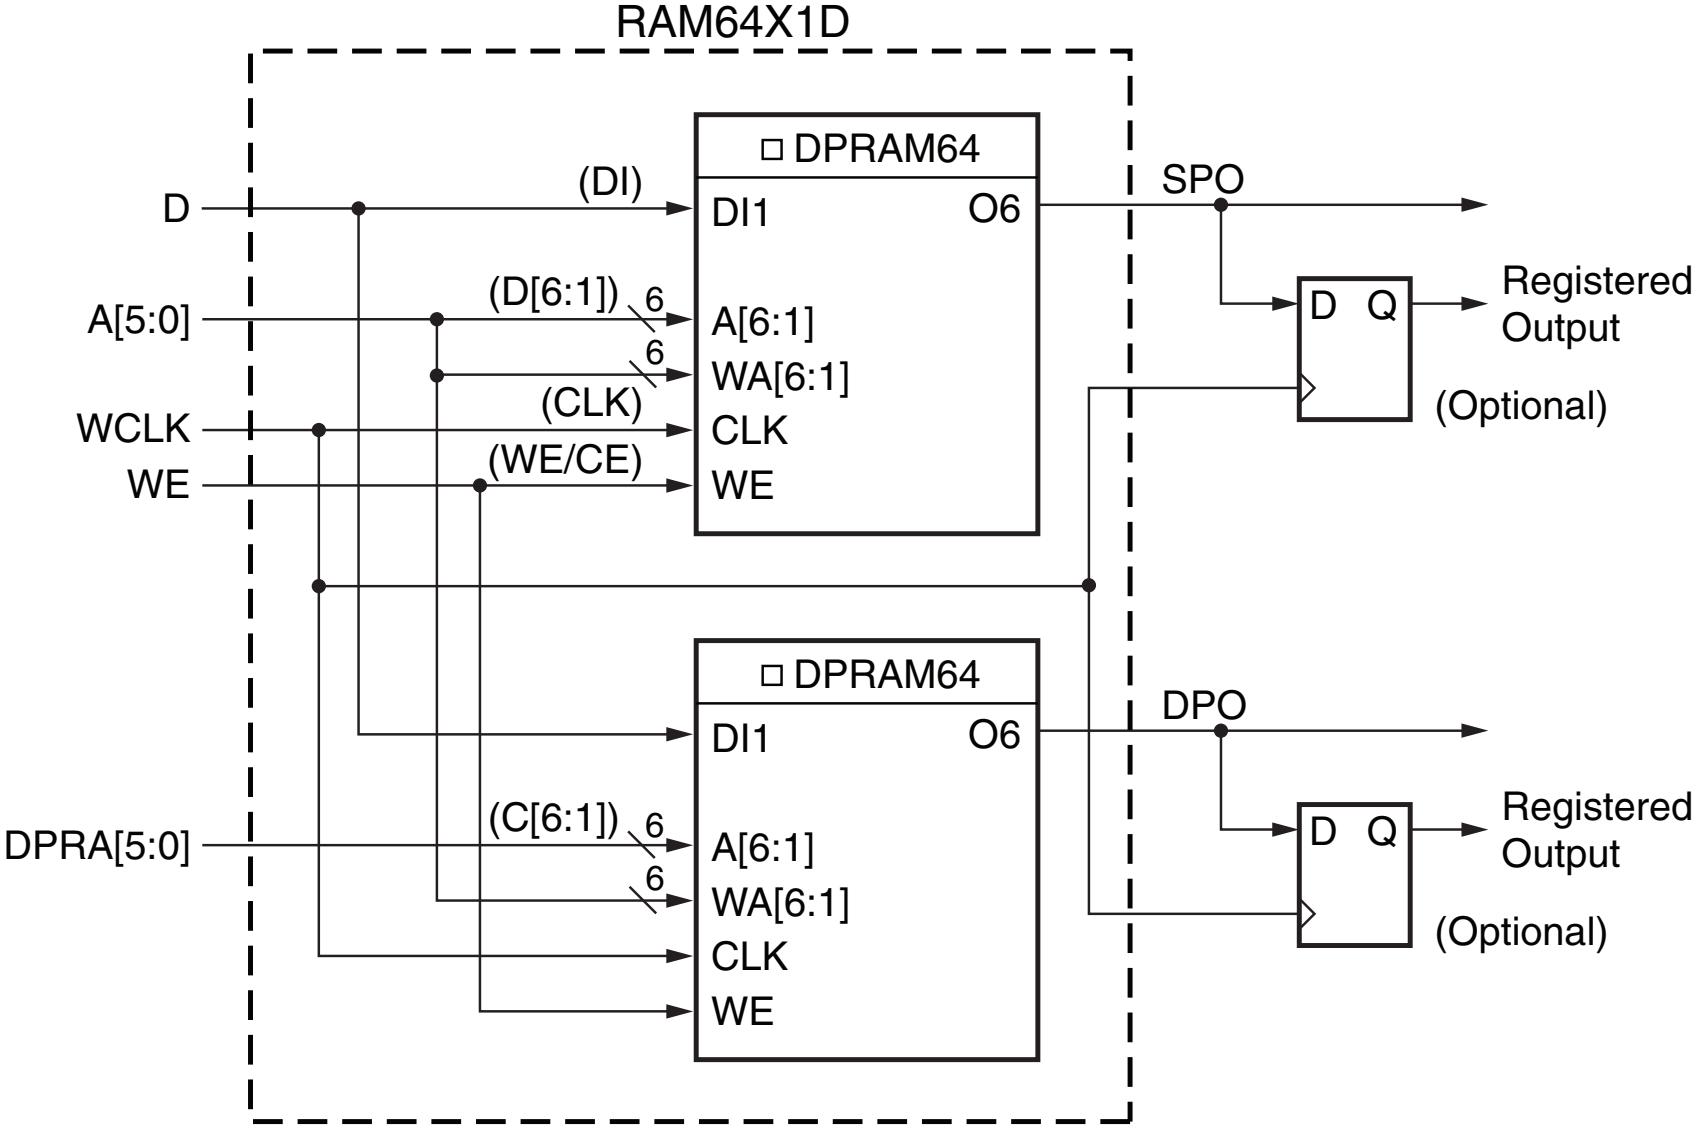 RAM64X1D
DPRAM64
D
(DI)
DI1
O6
SPO
A[5:0]
(D[6:1])
6
A[6:1]
6
WA[6:1]
WCLK
(CLK)
CLK
WE
(WE/CE)
WE
D Q
Registered
Output
(Optional)
DPRAM64
DI1
O6
DPO
DPRA[5:0]
(C[6:1])
6
A[6:1]
6
WA[6:1]
CLK
WE
D Q
Registered
Output
(Optional)